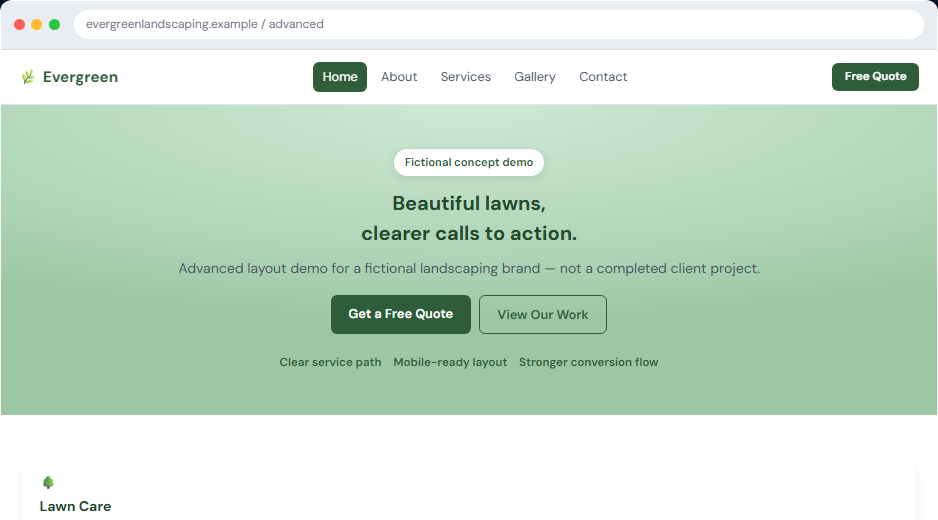 evergreenlandscaping.example / advanced
Evergreen
Home
About
Services
Gallery
Contact
Free Quote
Fictional concept demo
Beautiful lawns,
clearer calls to action.
Advanced layout demo for a fictional landscaping brand — not a completed client project.
Get a Free Quote
View Our Work
Clear service path
Mobile-ready layout
Stronger conversion flow
Lawn Care